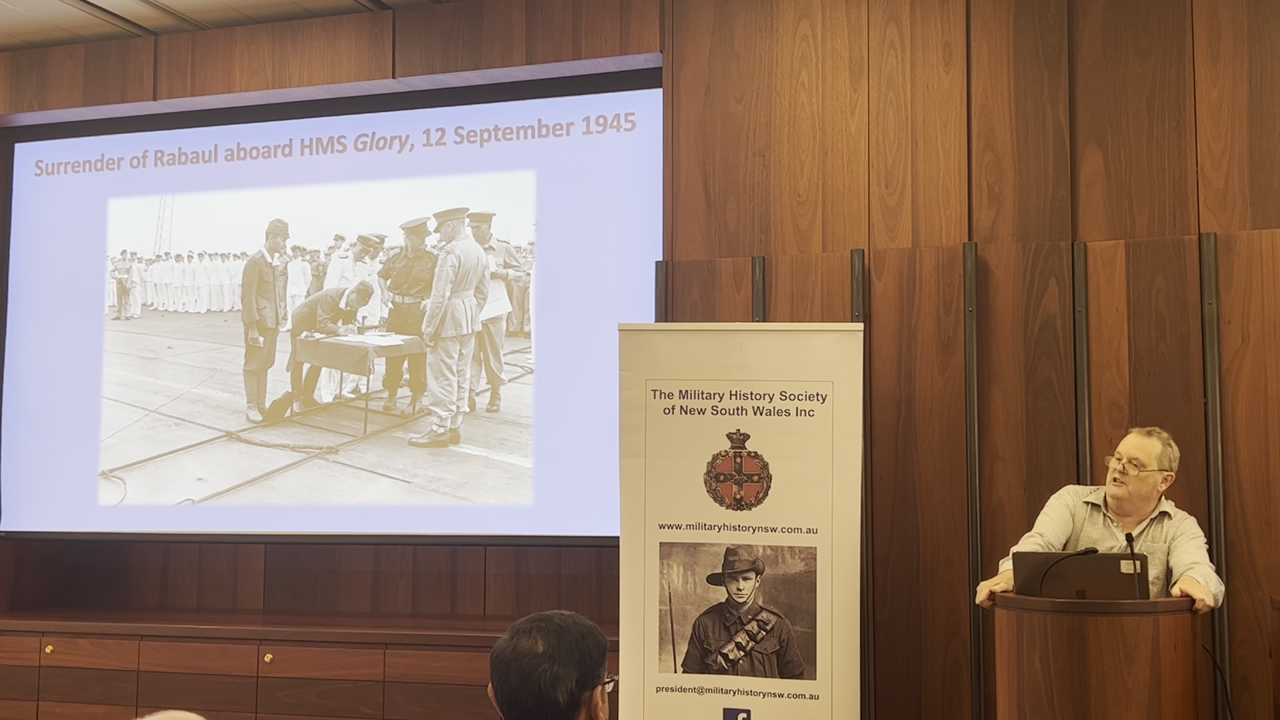 Surrender of Rabaul aboard HMS Glory, 12 September 1945
The Military History Society
of New South Wales Inc
www.militaryhistorynsw.com.au
president@militaryhistorynsw.com.au